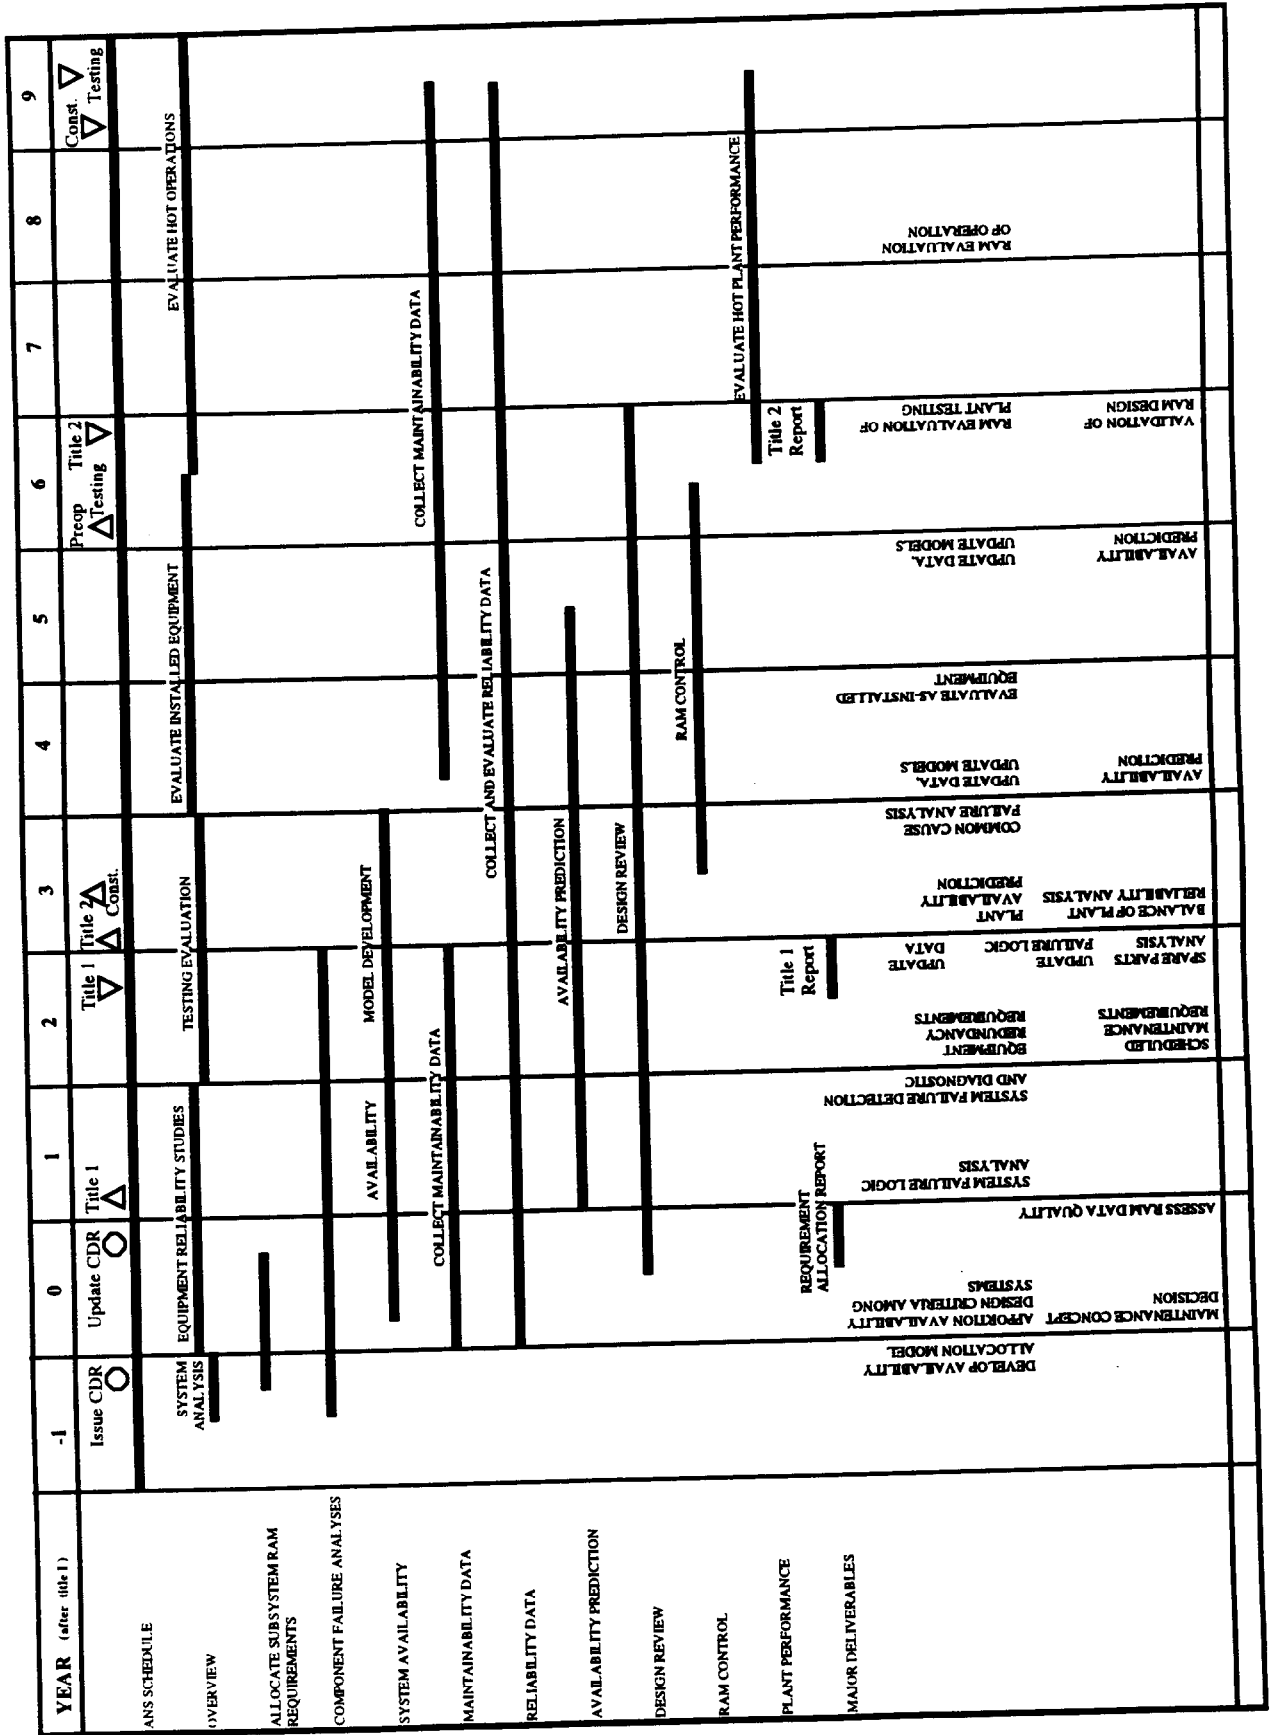 YEAR (after title I)
-1
0
1
2
3
4
5
6
7
8
9
Issue CDR
Update CDR
Title 1
Title 1
Title 2
Const.
Preop
Testing
Title 2
Const.
Testing
ANS SCHEDULE
OVERVIEW
SYSTEM
ANALYSIS
EQUIPMENT RELIABILITY STUDIES
TESTING EVALUATION
EVALUATE INSTALLED EQUIPMENT
EVALUATE HOT OPERATIONS
ALLOCATE SUBSYSTEM RAM
REQUIREMENTS
COMPONENT FAILURE ANALYSES
SYSTEM AVAILABILITY
AVAILABILITY
MODEL DEVELOPMENT
MAINTAINABILITY DATA
COLLECT MAINTAINABILITY DATA
COLLECT MAINTAINABILITY DATA
RELIABILITY DATA
COLLECT AND EVALUATE RELIABILITY DATA
AVAILABILITY PREDICTION
AVAILABILITY PREDICTION
DESIGN REVIEW
DESIGN REVIEW
RAM CONTROL
RAM CONTROL
PLANT PERFORMANCE
EVALUATE HOT PLANT PERFORMANCE
MAJOR DELIVERABLES
REQUIREMENT
ALLOCATION REPORT
Title 1
Report
Title 2
Report
DEVELOP AVAILABILITY
ALLOCATION MODEL
MAINTENANCE CONCEPT
DECISION
APPORTION AVAILABILITY
DESIGN CRITERIA AMONG
SYSTEMS
ASSESS RAM DATA QUALITY
SYSTEM FAILURE LOGIC
ANALYSIS
SYSTEM FAILURE DETECTION
AND DIAGNOSTIC
SCHEDULED
MAINTENANCE
REQUIREMENTS
EQUIPMENT
REDUNDANCY
REQUIREMENTS
SPARE PARTS
ANALYSIS
UPDATE
FAILURE LOGIC
UPDATE
DATA
BALANCE OF PLANT
RELIABILITY ANALYSIS
PLANT
AVAILABILITY
PREDICTION
COMMON CAUSE
FAILURE ANALYSIS
AVAILABILITY
PREDICTION
UPDATE DATA,
UPDATE MODELS
EVALUATE AS-INSTALLED
EQUIPMENT
AVAILABILITY
PREDICTION
UPDATE DATA,
UPDATE MODELS
VALIDATION OF
RAM DESIGN
RAM EVALUATION OF
PLANT TESTING
RAM EVALUATION
OF OPERATION